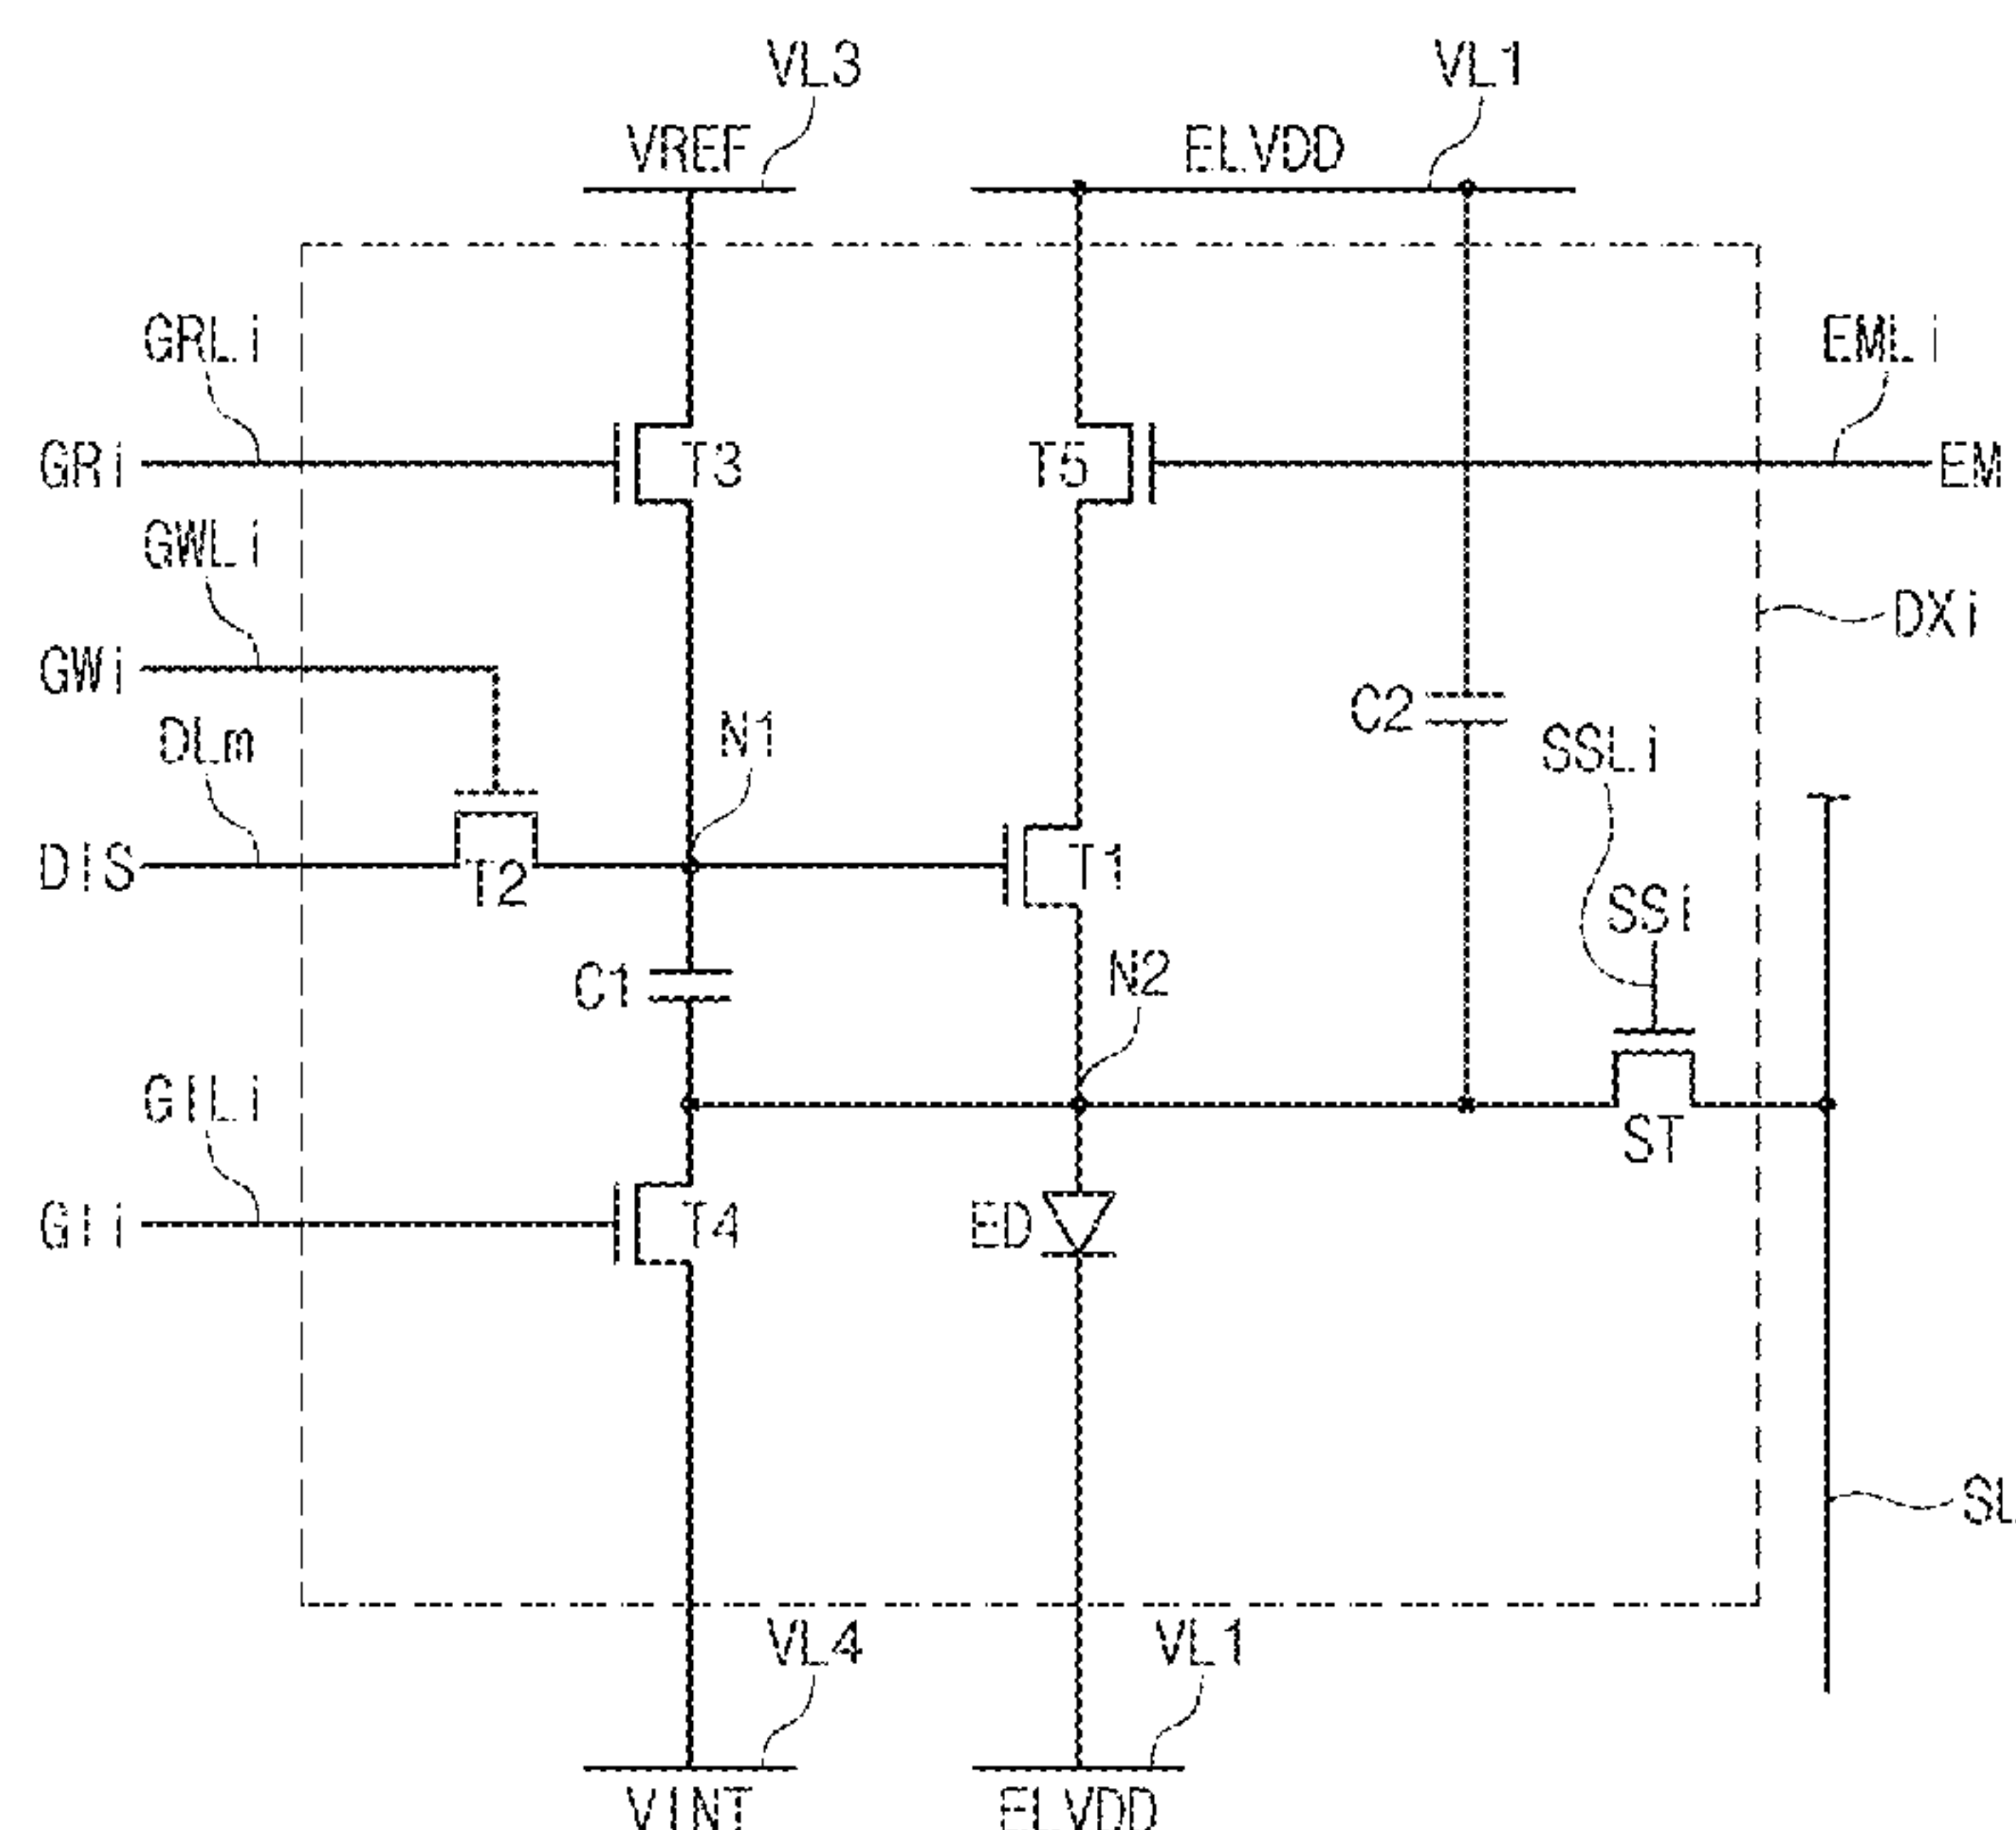 VL3
VL1
VREF
ELVDD
GRLi
EMLi
GRi
T3
T5
EM
GWLi
DXi
GWi
C2
DLm
N1
SSLi
DIS
T2
T1
SSi
C1
N2
GILi
ST
GIi
T4
ED
SL
VL4
VL1
VINT
ELVDD